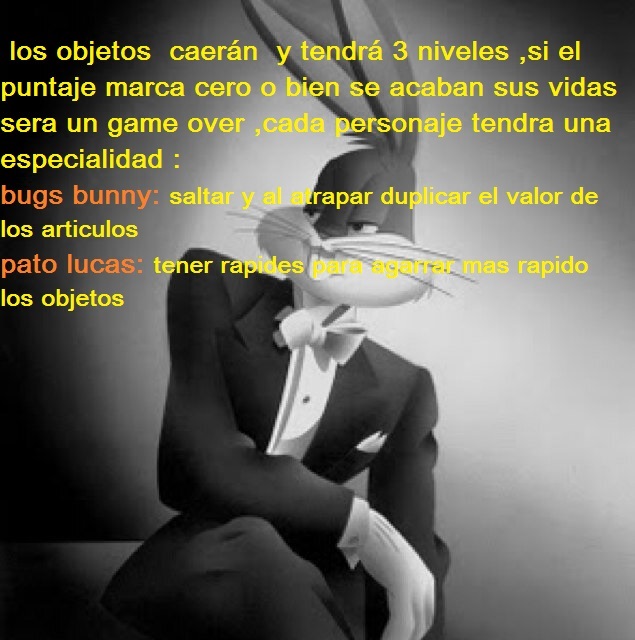 los objetos caerán y tendrá 3 niveles ,si el
puntaje marca cero o bien se acaban sus vidas
sera un game over ,cada personaje tendra una
especialidad :
bugs bunny: saltar y al atrapar duplicar el valor de
los articulos
pato lucas: tener rapides para agarrar mas rapido
los objetos